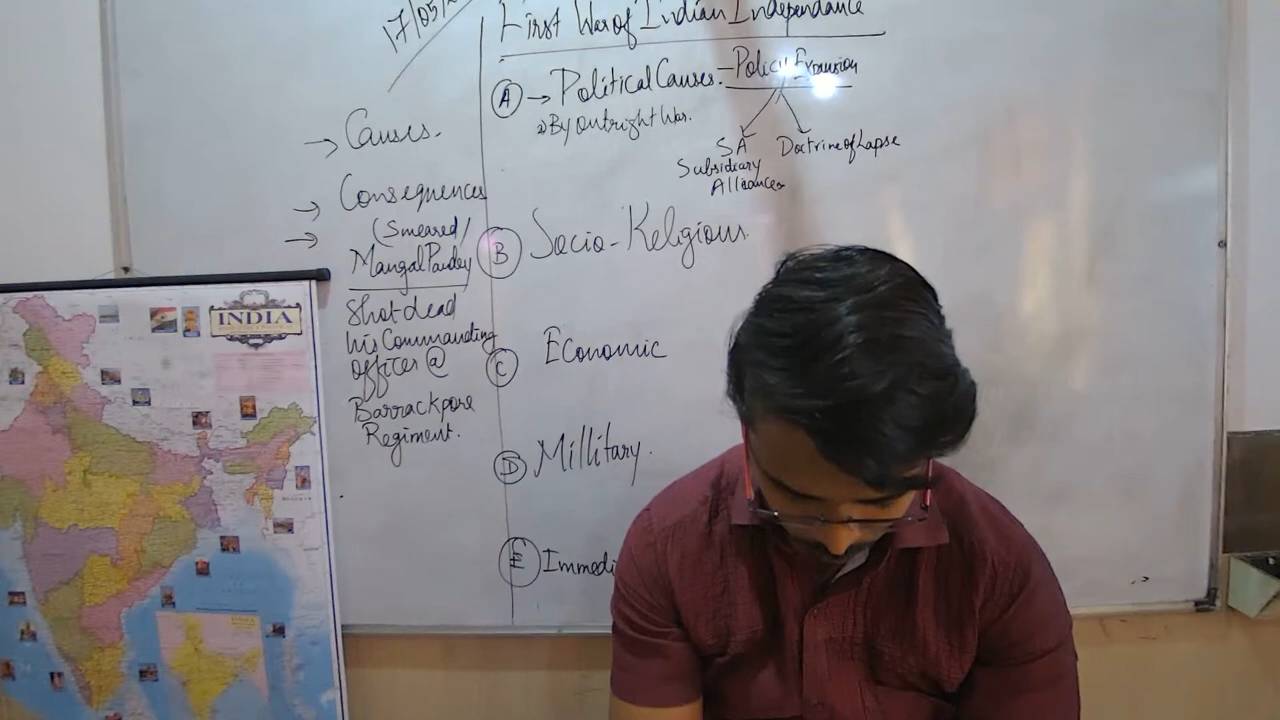 17/05/2
First War of Indian Independance
A → Political Causes. - Policy Expansion
a) By Outright War.
SA
Subsidiary
Alliances
Doctrine of Lapse
→ Causes.
→ Consequences
→ (Smeared/
Mangal Pandey
Shot dead
his Commanding
officer @
Barrackpore
Regiment.
B Socio-Religious
C Economic
D Millitary.
E Immedi
INDIA